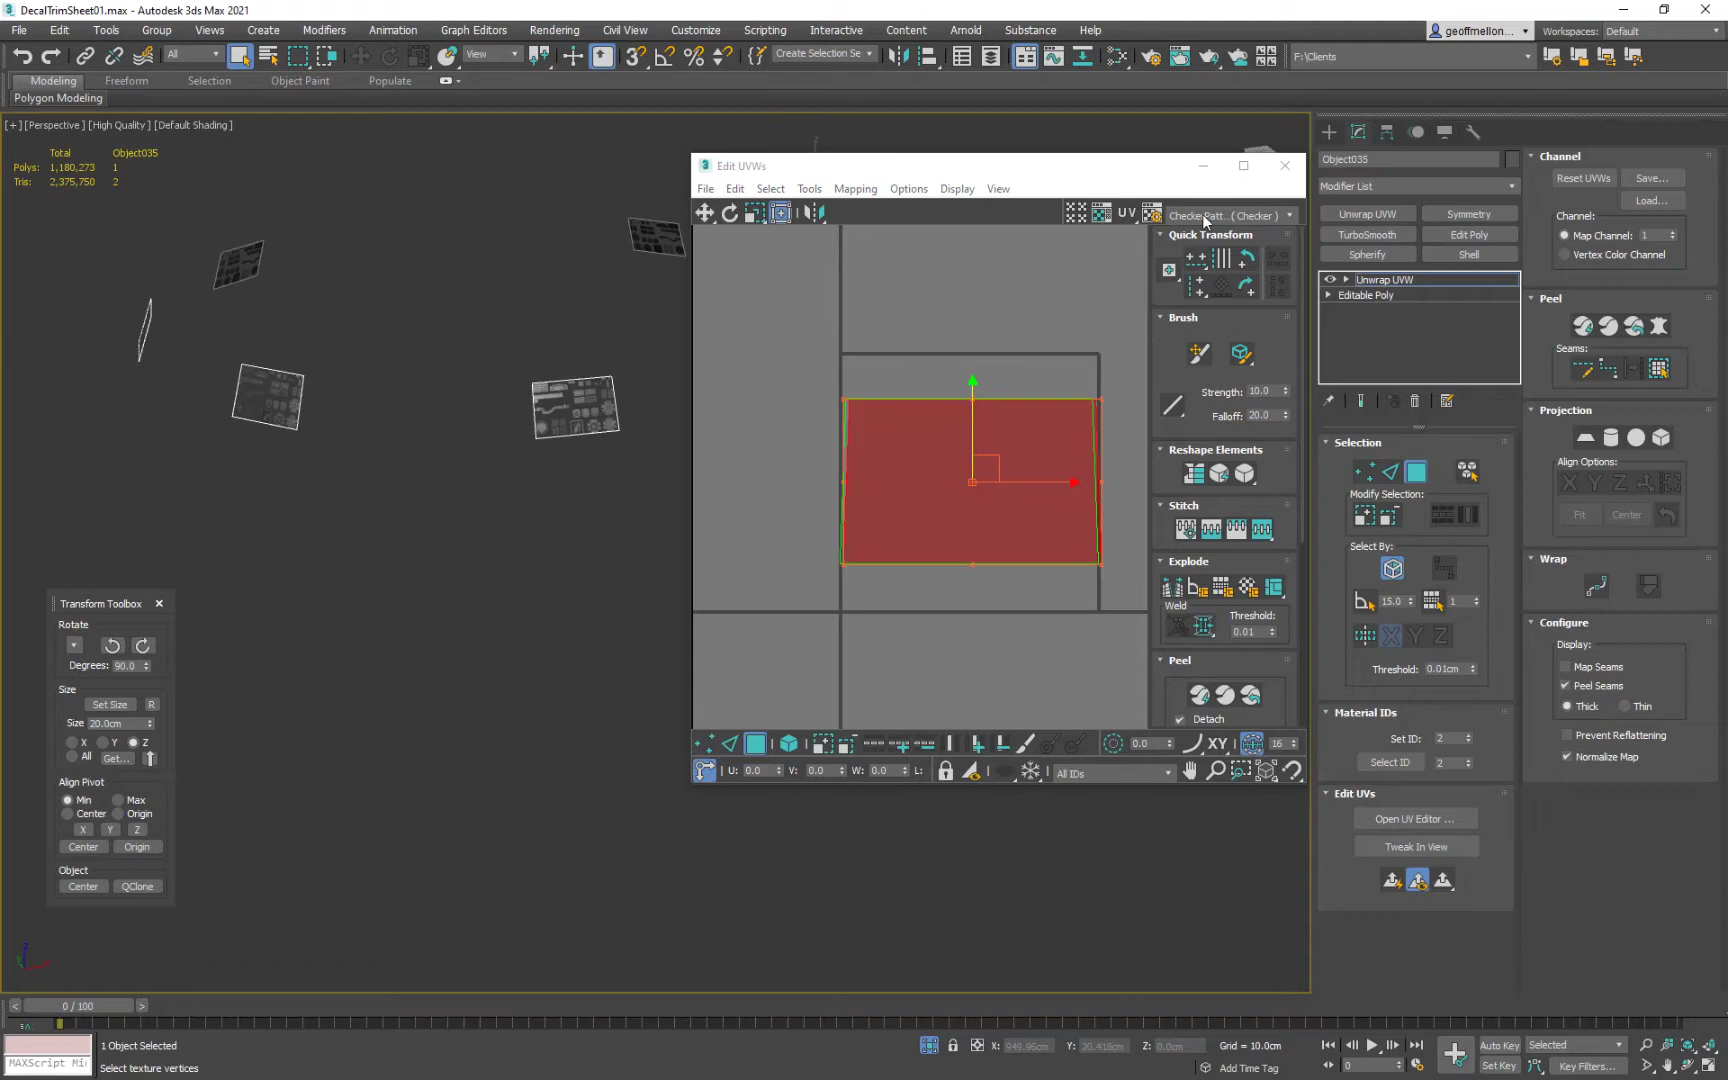 DecalTrimSheet01.max - Autodesk 3ds Max 2021
File Edit Tools Group Views Create Modifiers Animation Graph Editors Rendering Civil View Customize Scripting Interactive Content Arnold Substance Help
geoffmellon... Workspaces: Default
All View Create Selection Se F:\Clients
Modeling Freeform Selection Object Paint Populate
Polygon Modeling
[+] [Perspective] [High Quality] [Default Shading]
Total Object035
Polys: 1,180,273 1
Tris: 2,375,750 2
Edit UVWs
File Edit Select Tools Mapping Options Display View
UV
Quick Transform
Brush
Strength: 10.0
Falloff: 20.0
Reshape Elements
Stitch
Explode
Weld Threshold:
0.01
Peel
Detach
0.0 XY 16
U: 0.0 V: 0.0 W: 0.0 L: All IDs
Transform Toolbox
Rotate
Degrees: 90.0
Size
Set Size R
Size 20.0cm
X Y Z
All Get...
Align Pivot
Min Max
Center Origin
X Y Z
Center Origin
Object
Center QClone
Object035
Modifier List
Unwrap UVW Symmetry
TurboSmooth Edit Poly
Spherify Shell
Unwrap UVW
Editable Poly
Selection
Modify Selection:
Select By:
15.0 1
X Y Z
Threshold: 0.01cm
Material IDs
Set ID: 2
Select ID 2
Edit UVs
Open UV Editor ...
Tweak In View
Channel
Reset UVWs Save...
Load...
Channel:
Map Channel: 1
Vertex Color Channel
Peel
Seams:
Projection
Align Options:
X Y Z
Fit Center
Wrap
Configure
Display:
Map Seams
Peel Seams
Thick Thin
Prevent Reflattening
Normalize Map
< 0 / 100 >
1 Object Selected
MAXScript Mi
Select texture vertices
X: 949.96cm Y: 20.418cm Z: 0.0cm Grid = 10.0cm
Add Time Tag
Auto Key Selected
Set Key Key Filters...
0